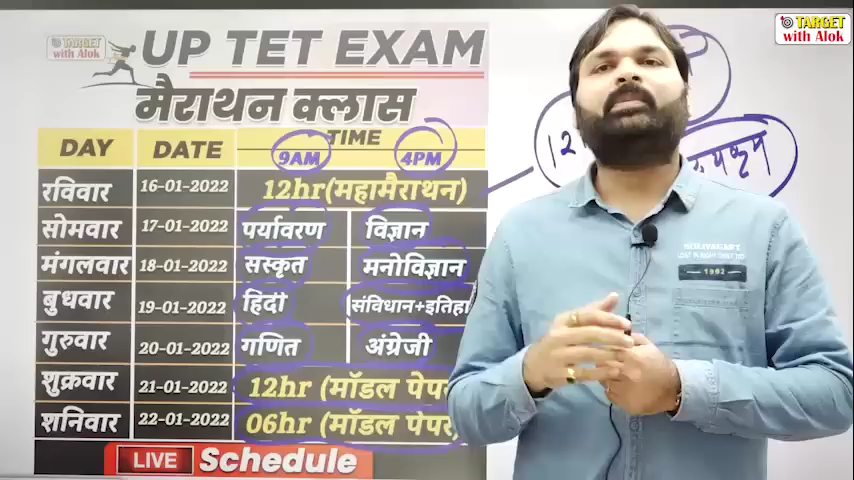 TARGET with Alok
UP TET EXAM
मैराथन क्लास
DAY DATE TIME
9AM 4PM
रविवार 16-01-2022 12hr(महामैराथन)
सोमवार 17-01-2022 पर्यावरण विज्ञान
मंगलवार 18-01-2022 सस्कृत मनोविज्ञान
बुधवार 19-01-2022 हिंदी संविधान+इतिहा
गुरुवार 20-01-2022 गणित अंग्रेजी
शुक्रवार 21-01-2022 12hr (मॉडल पेप
शनिवार 22-01-2022 06hr (मॉडल पेपर)
LIVE Schedule
12
TARGET
with Alok
1992